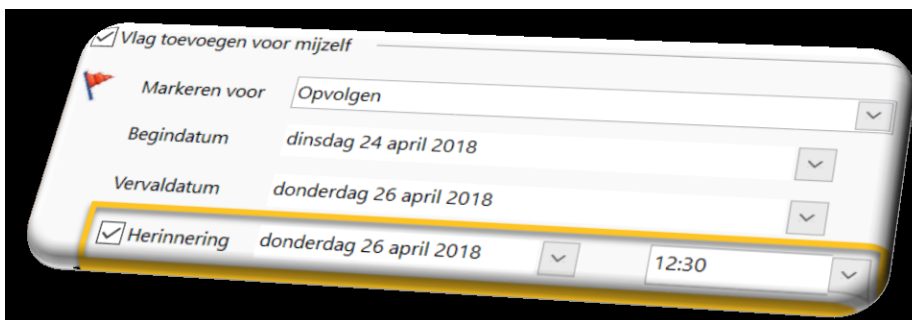 Vlag toevoegen voor mijzelf
Markeren voor Opvolgen
Begindatum dinsdag 24 april 2018
Vervaldatum donderdag 26 april 2018
Herinnering donderdag 26 april 2018 12:30